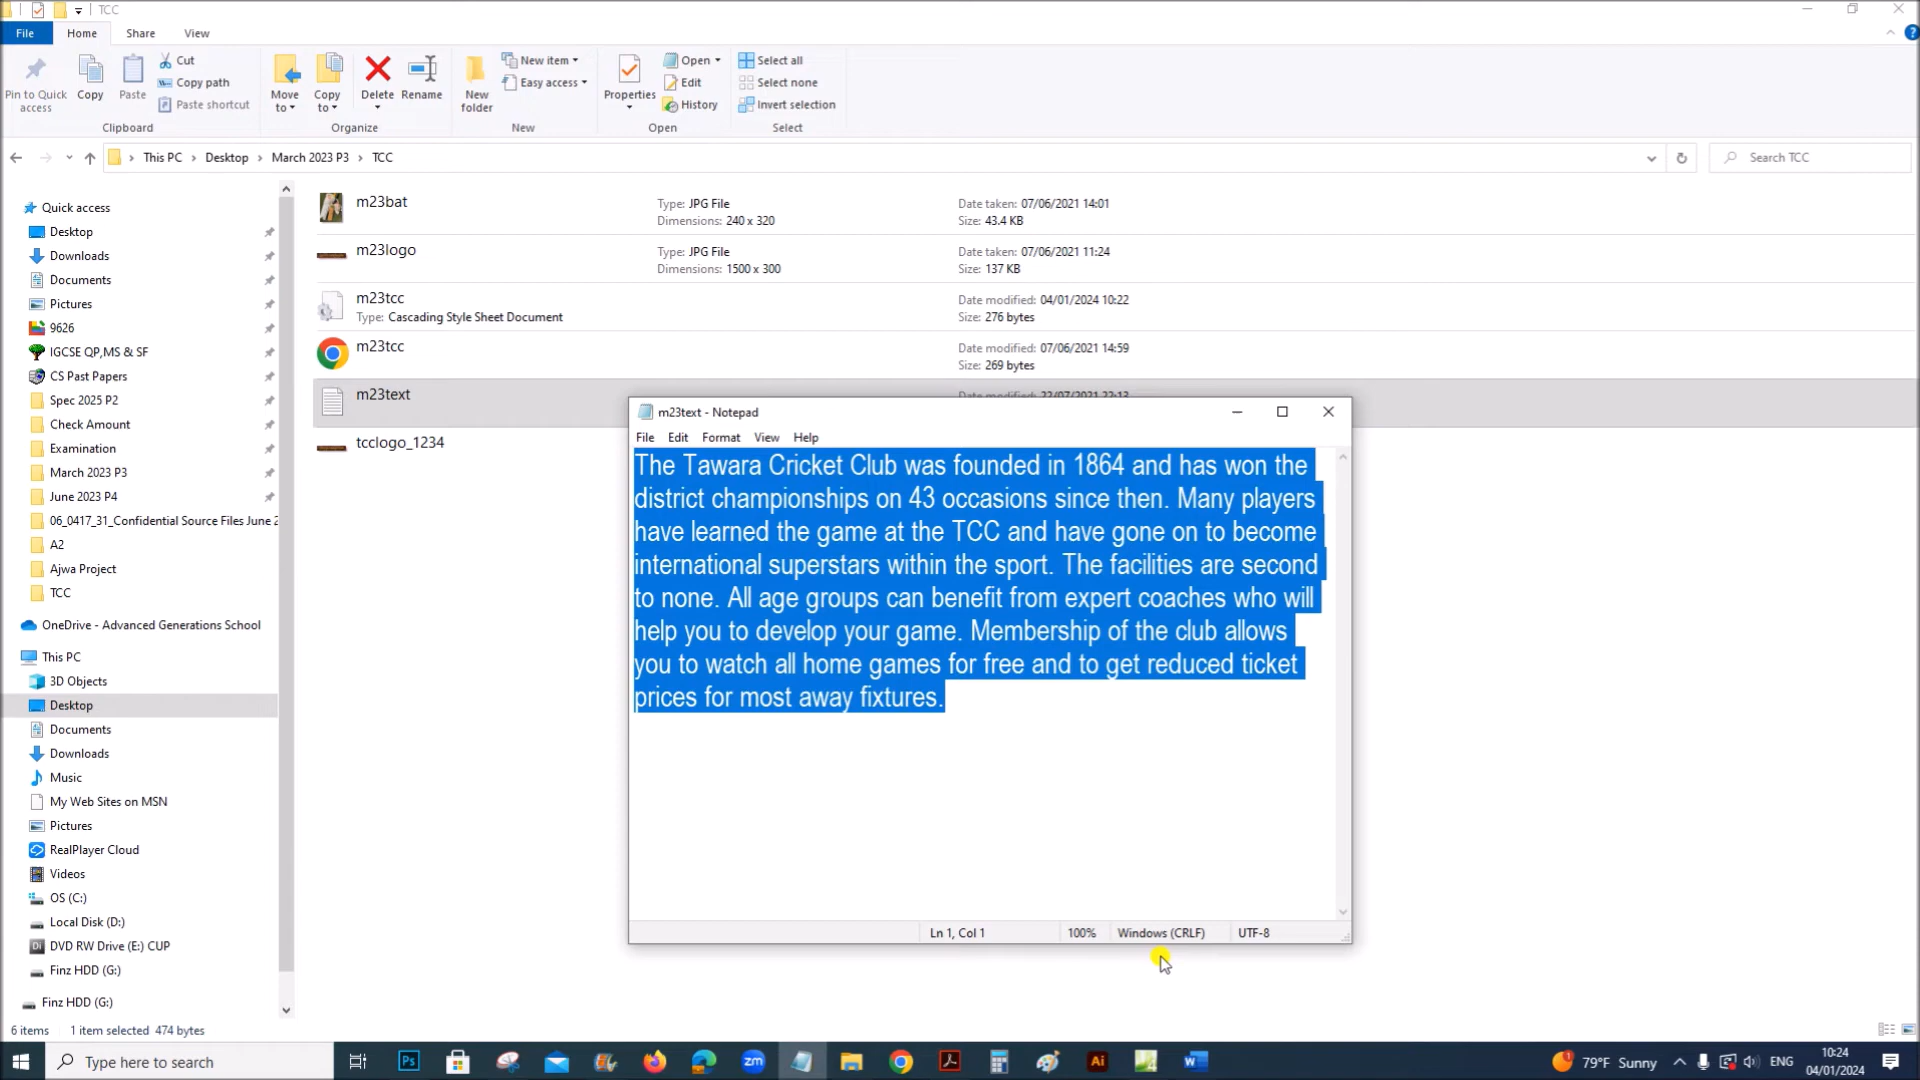 TCC
File
Home
Share
View
Pin to Quick access
Copy
Paste
Cut
Copy path
Paste shortcut
Clipboard
Move to
Copy to
Delete
Rename
Organize
New folder
New item
Easy access
New
Properties
Open
Edit
History
Open
Select all
Select none
Invert selection
Select
This PC
Desktop
March 2023 P3
TCC
Search TCC
Quick access
Desktop
Downloads
Documents
Pictures
9626
IGCSE QP,MS & SF
CS Past Papers
Spec 2025 P2
Check Amount
Examination
March 2023 P3
June 2023 P4
06_0417_31_Confidential Source Files June 2
A2
Ajwa Project
TCC
OneDrive - Advanced Generations School
This PC
3D Objects
Desktop
Documents
Downloads
Music
My Web Sites on MSN
Pictures
RealPlayer Cloud
Videos
OS (C:)
Local Disk (D:)
DVD RW Drive (E:) CUP
Finz HDD (G:)
Finz HDD (G:)
m23bat
Type: JPG File
Dimensions: 240 x 320
Date taken: 07/06/2021 14:01
Size: 43.4 KB
m23logo
Type: JPG File
Dimensions: 1500 x 300
Date taken: 07/06/2021 11:24
Size: 137 KB
m23tcc
Type: Cascading Style Sheet Document
Date modified: 04/01/2024 10:22
Size: 276 bytes
m23tcc
Date modified: 07/06/2021 14:59
Size: 269 bytes
m23text
Date modified: 22/07/2021 22:13
tcclogo_1234
m23text - Notepad
File Edit Format View Help
The Tawara Cricket Club was founded in 1864 and has won the
district championships on 43 occasions since then. Many players
have learned the game at the TCC and have gone on to become
international superstars within the sport. The facilities are second
to none. All age groups can benefit from expert coaches who will
help you to develop your game. Membership of the club allows
you to watch all home games for free and to get reduced ticket
prices for most away fixtures.
Ln 1, Col 1
100%
Windows (CRLF)
UTF-8
6 items
1 item selected 474 bytes
Type here to search
Ps
zm
Ai
W
79°F Sunny
ENG
10:24
04/01/2024